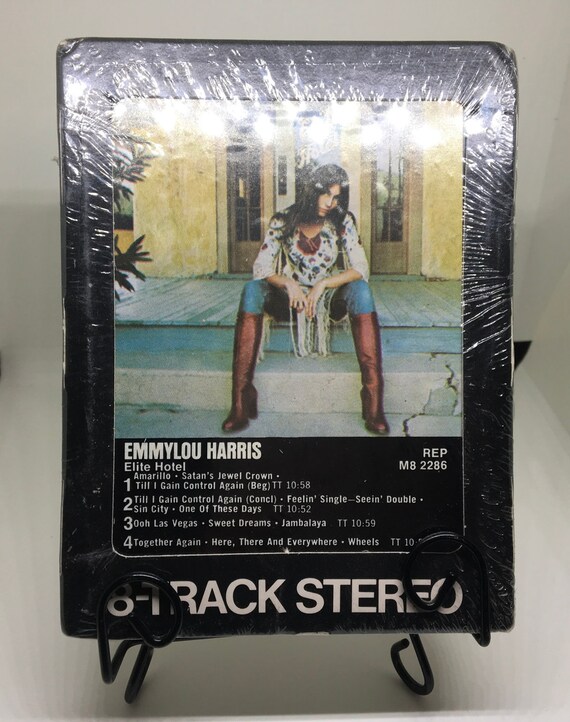 EMMYLOU HARRIS
Elite Hotel
REP
M8 2286
Amarillo • Satan's Jewel Crown •
1 Till I Gain Control Again (Beg) TT 10:58
2 Till I Gain Control Again (Concl) • Feelin' Single—Seein' Double •
Sin City • One Of These Days TT 10:52
3 Ooh Las Vegas • Sweet Dreams • Jambalaya TT 10:59
4 Together Again • Here, There And Everywhere • Wheels TT
8-TRACK STEREO